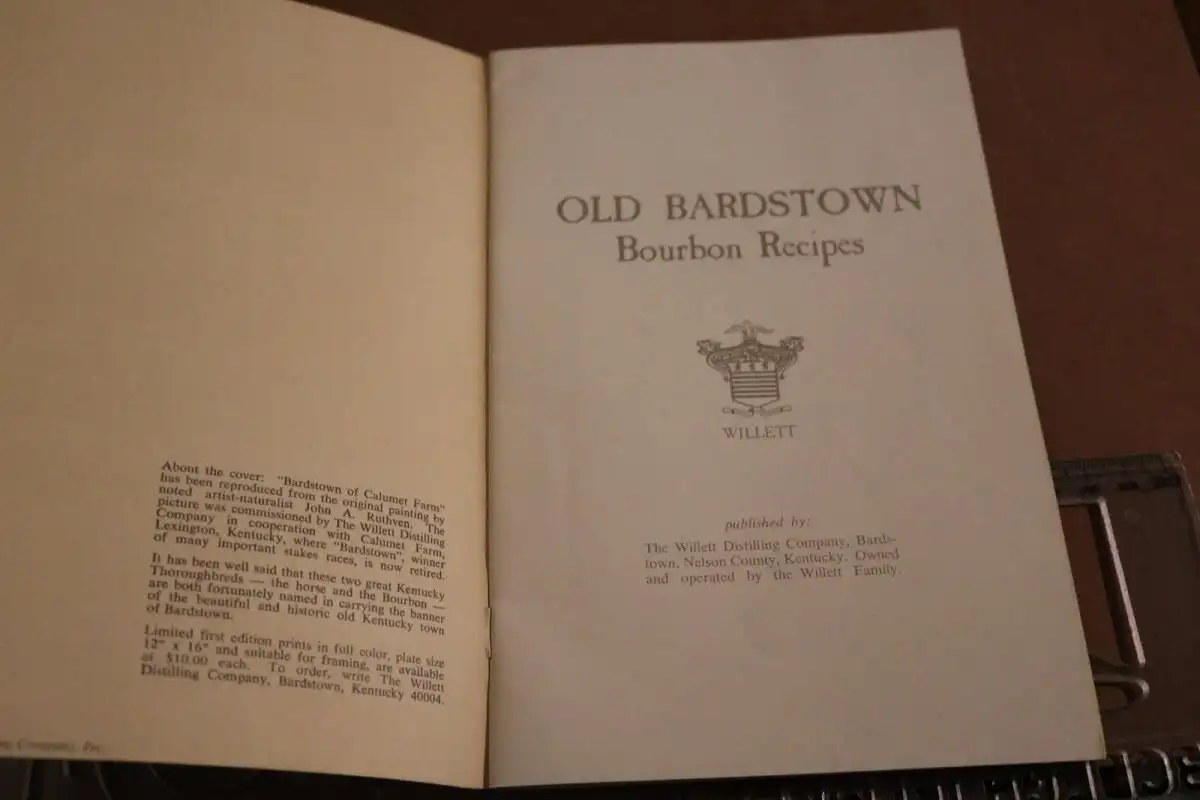 About the cover: "Bardstown of Calumet Farm"
has been reproduced from the original painting by
noted artist-naturalist John A. Ruthven. The
picture was commissioned by The Willett Distilling
Company in cooperation with Calumet Farm,
Lexington, Kentucky, where "Bardstown", winner
of many important stakes races, is now retired.
It has been well said that these two great Kentucky
Thoroughbreds — the horse and the Bourbon —
are both fortunately named in carrying the banner
of the beautiful and historic old Kentucky town
of Bardstown.
Limited first edition prints in full color, plate size
12" x 16" and suitable for framing, are available
at $10.00 each. To order, write The Willett
Distilling Company, Bardstown, Kentucky 40004.
Company, Inc.
OLD BARDSTOWN
Bourbon Recipes
WILLETT
published by:
The Willett Distilling Company, Bards-
town, Nelson County, Kentucky. Owned
and operated by the Willett Family.